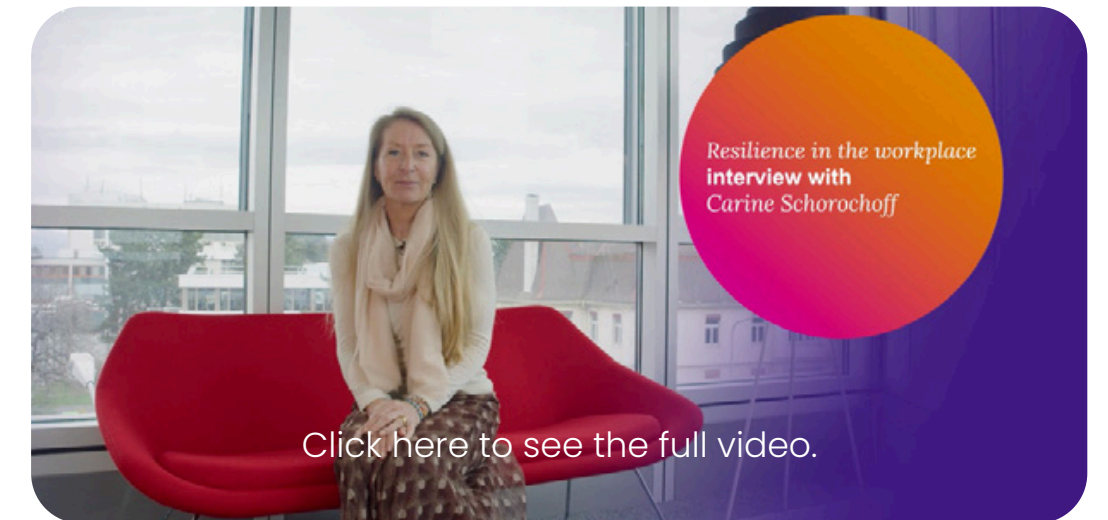 Resilience in the workplace
interview with
Carine Schorochoff
Click here to see the full video.